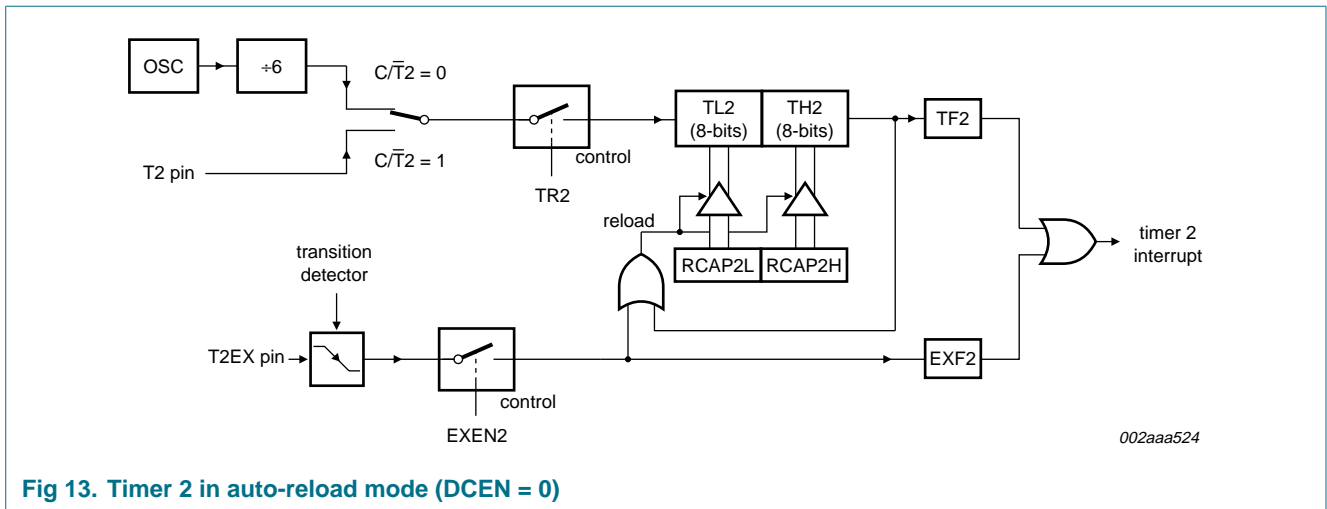 OSC
÷6
C/T̅2 = 0
C/T̅2 = 1
T2 pin
TR2
control
TL2
(8-bits)
TH2
(8-bits)
TF2
reload
RCAP2L
RCAP2H
timer 2
interrupt
transition
detector
T2EX pin
EXEN2
control
EXF2
002aaa524
Fig 13. Timer 2 in auto-reload mode (DCEN = 0)